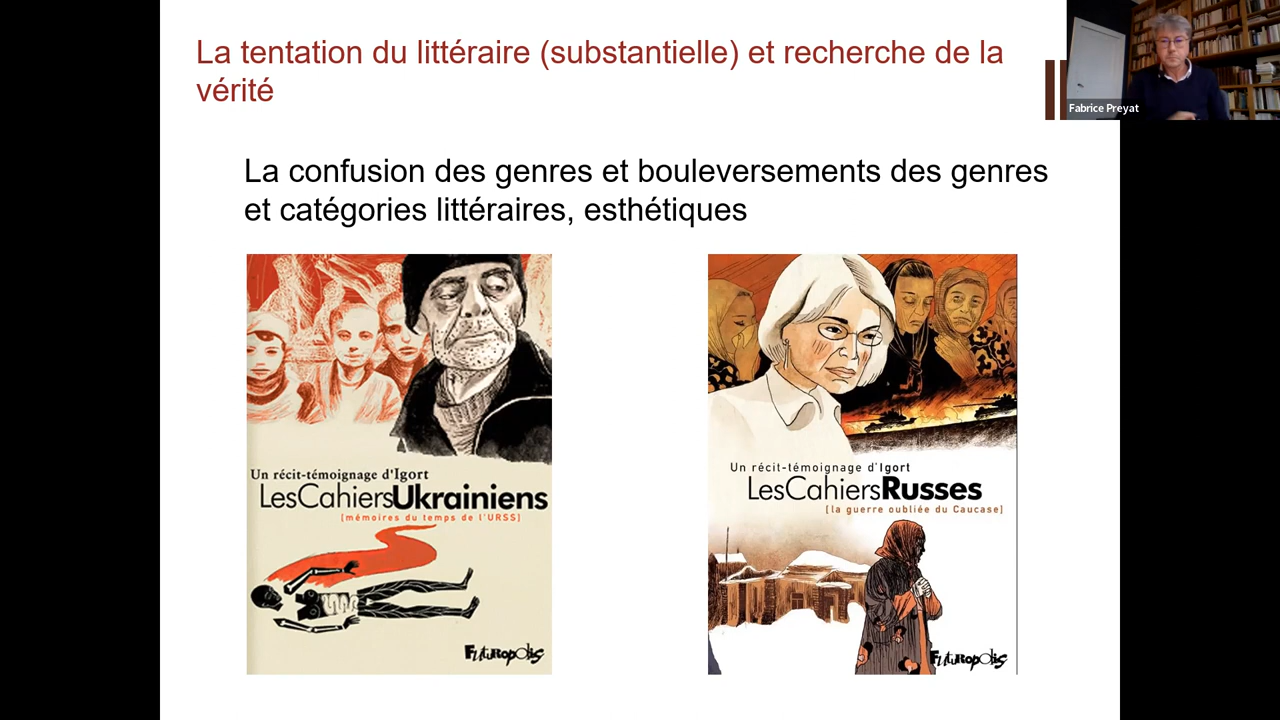 La tentation du littéraire (substantielle) et recherche de la
vérité
Fabrice Preyat
La confusion des genres et bouleversements des genres
et catégories littéraires, esthétiques
Un récit-témoignage d'Igort
LesCahiersUkrainiens
[mémoires du temps de l'URSS]
Futuropolis
Un récit-témoignage d'Igort
LesCahiersRusses
[la guerre oubliée du Caucase]
Futuropolis